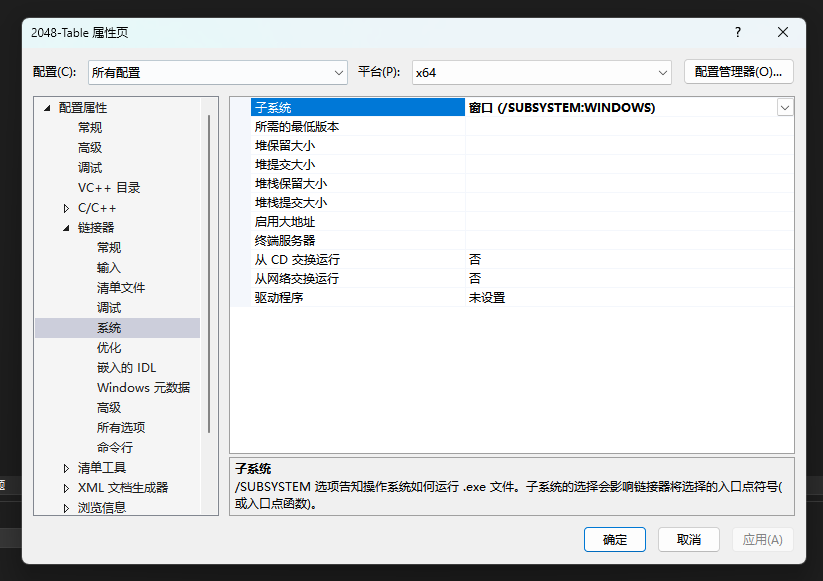 2048-Table 属性页
?
配置(C):
所有配置
平台(P):
x64
配置管理器(O)...
配置属性
常规
高级
调试
VC++ 目录
C/C++
链接器
常规
输入
清单文件
调试
系统
优化
嵌入的 IDL
Windows 元数据
高级
所有选项
命令行
清单工具
XML 文档生成器
浏览信息
子系统 窗口 (/SUBSYSTEM:WINDOWS)
所需的最低版本
堆保留大小
堆提交大小
堆栈保留大小
堆栈提交大小
启用大地址
终端服务器
从 CD 交换运行 否
从网络交换运行 否
驱动程序 未设置
子系统
/SUBSYSTEM 选项告知操作系统如何运行 .exe 文件。子系统的选择会影响链接器将选择的入口点符号(
或入口点函数)。
确定
取消
应用(A)